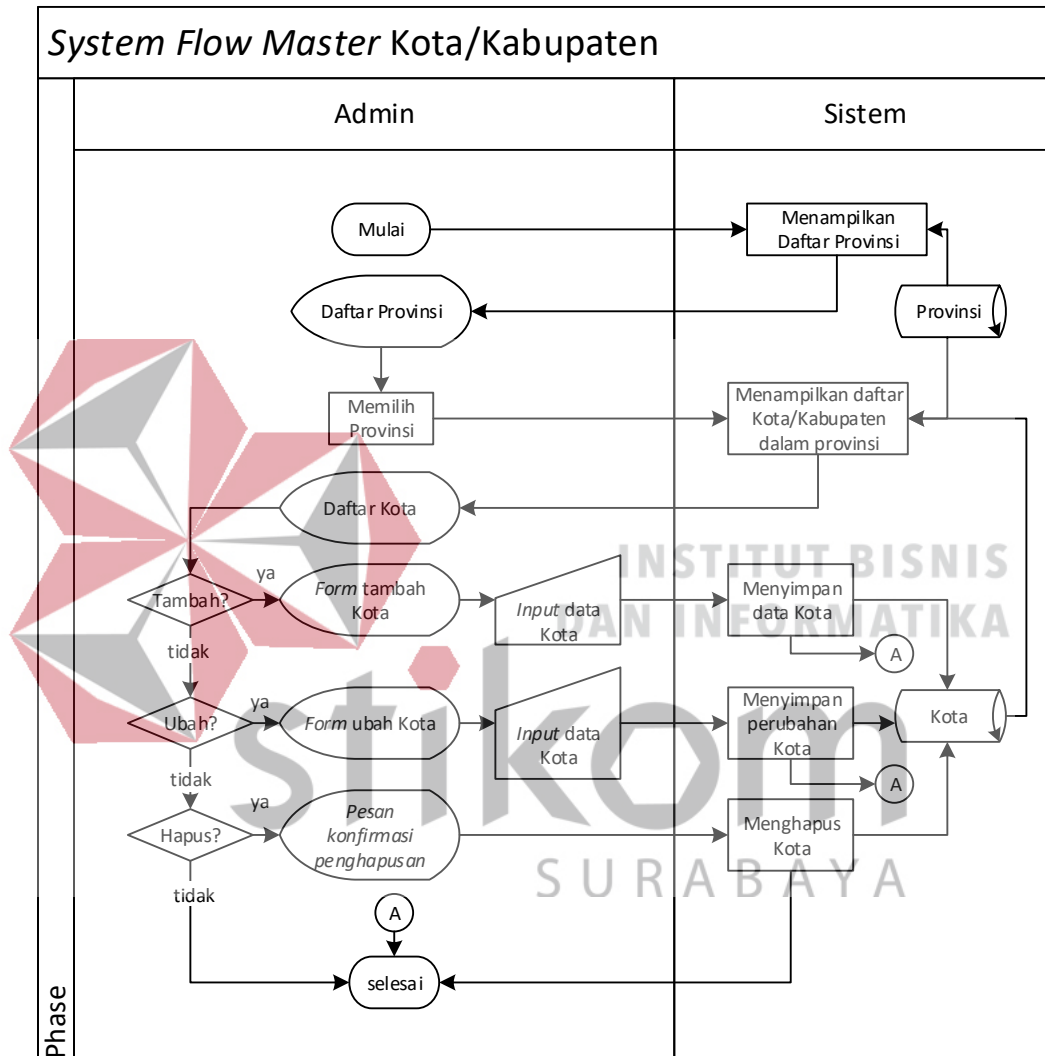 System Flow Master Kota/Kabupaten
Admin
Sistem
Mulai
Menampilkan
Daftar Provinsi
Daftar Provinsi
Provinsi
Memilih
Provinsi
Menampilkan daftar
Kota/Kabupaten
dalam provinsi
Daftar Kota
INSTITUT BISNIS
DAN INFORMATIKA
Tambah?
ya
Form tambah
Kota
Input data
Kota
Menyimpan
data Kota
A
tidak
Ubah?
ya
Form ubah Kota
Input data
Kota
Menyimpan
perubahan
Kota
Kota
A
stikom
tidak
Hapus?
ya
Pesan
konfirmasi
penghapusan
Menghapus
Kota
SURABAYA
tidak
A
selesai
Phase